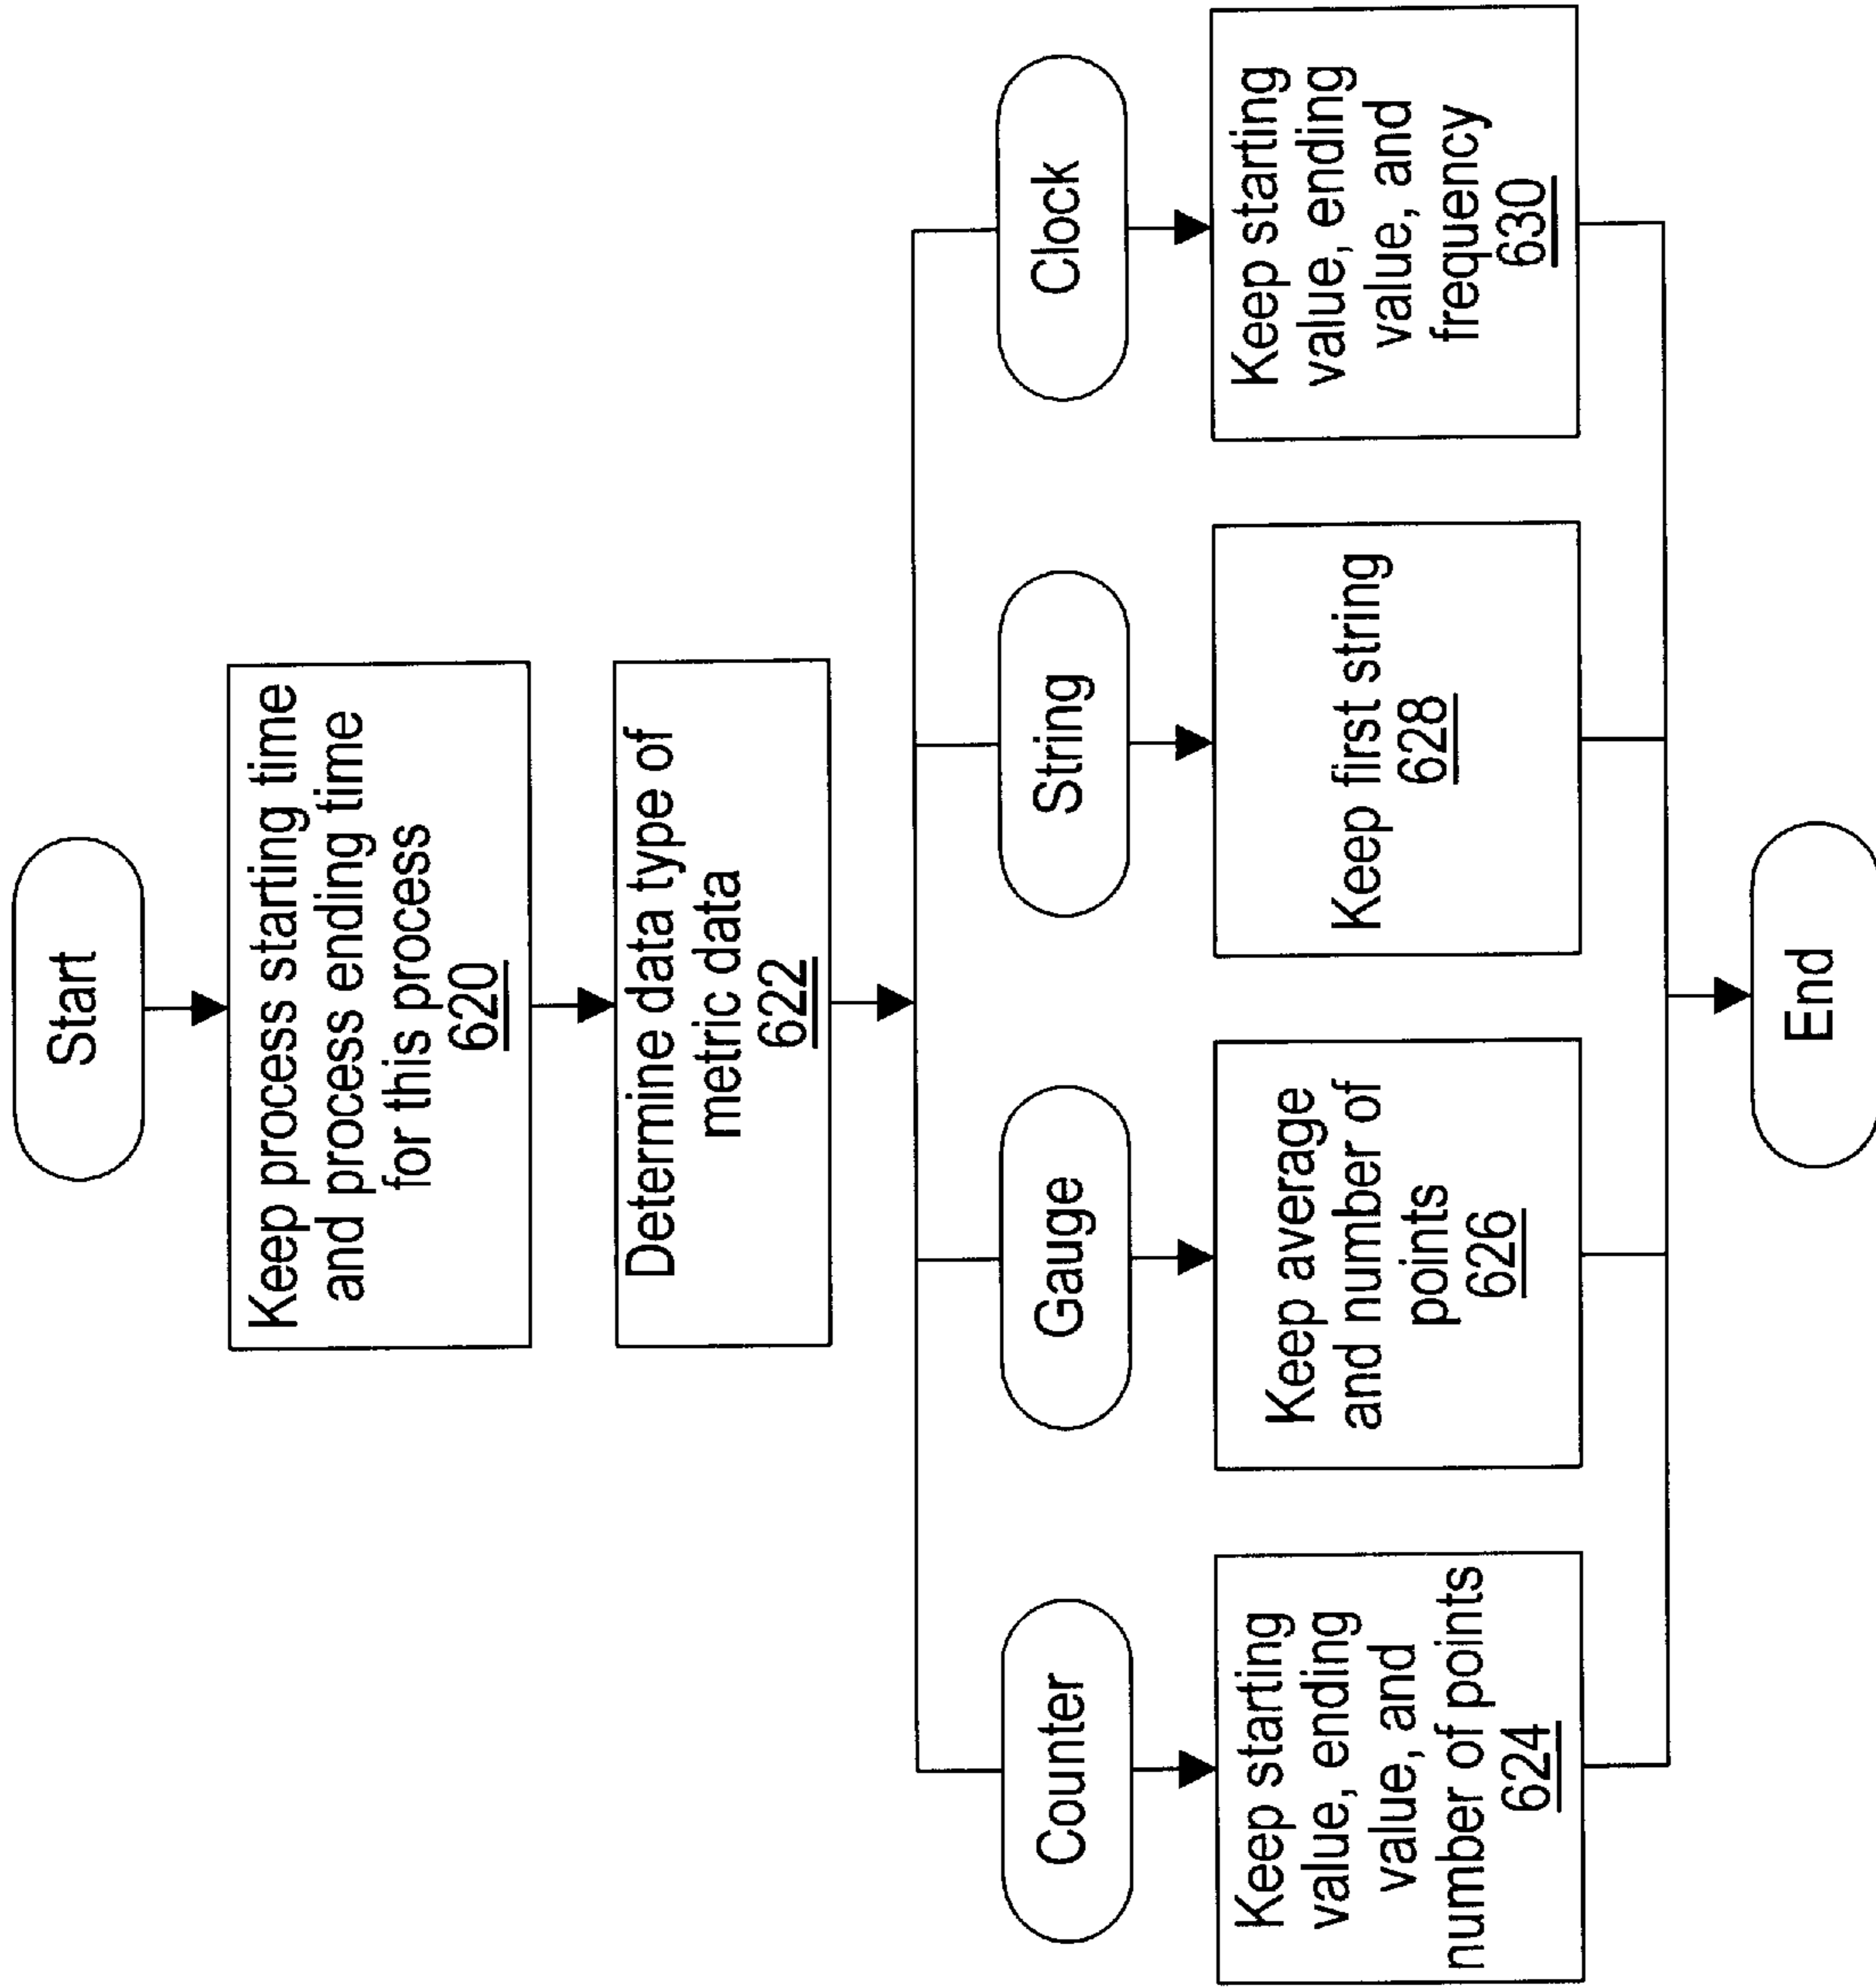 Start
Keep process starting time
and process ending time
for this process
620
Determine data type of
metric data
622
Counter
Gauge
String
Clock
Keep starting
value, ending
value, and
number of points
624
Keep average
and number of
points
626
Keep first string
628
Keep starting
value, ending
value, and
frequency
630
End